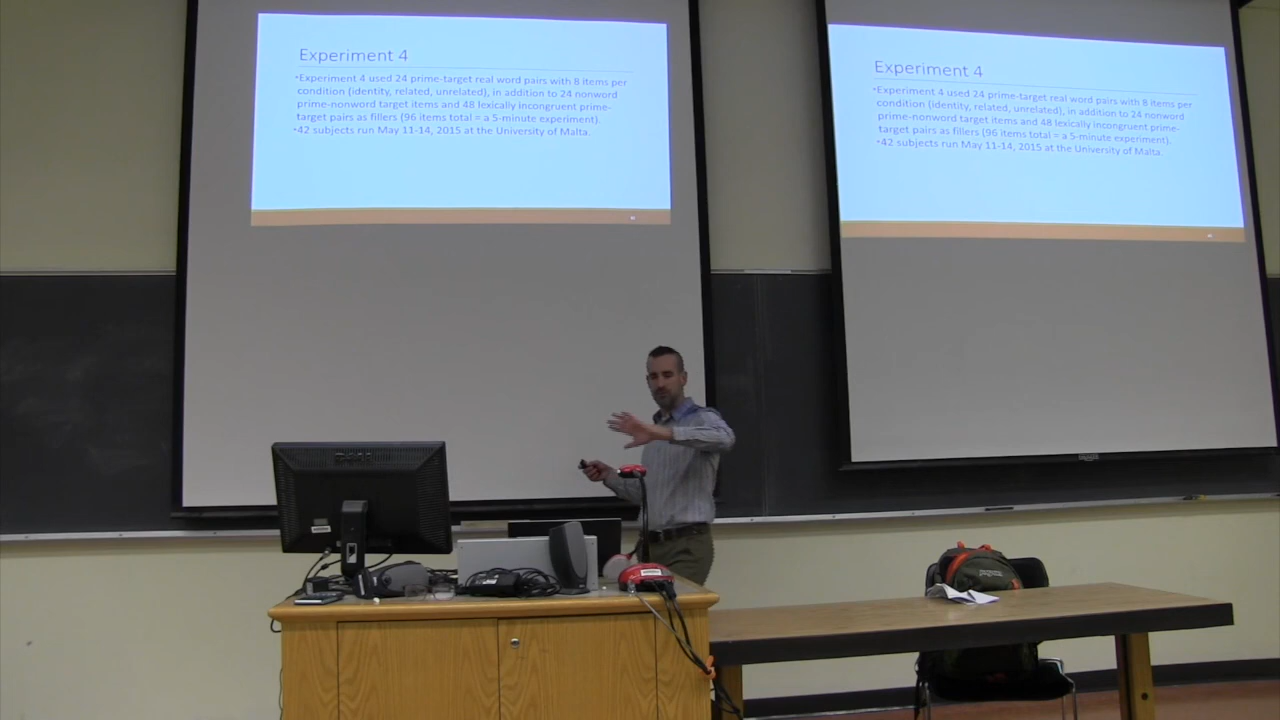 Experiment 4
•Experiment 4 used 24 prime-target real word pairs with 8 items per
condition (identity, related, unrelated), in addition to 24 nonword
prime-nonword target items and 48 lexically incongruent prime-
target pairs as fillers (96 items total = a 5-minute experiment).
•42 subjects run May 11-14, 2015 at the University of Malta.
Experiment 4
•Experiment 4 used 24 prime-target real word pairs with 8 items per
condition (identity, related, unrelated), in addition to 24 nonword
prime-nonword target items and 48 lexically incongruent prime-
target pairs as fillers (96 items total = a 5-minute experiment).
•42 subjects run May 11-14, 2015 at the University of Malta.